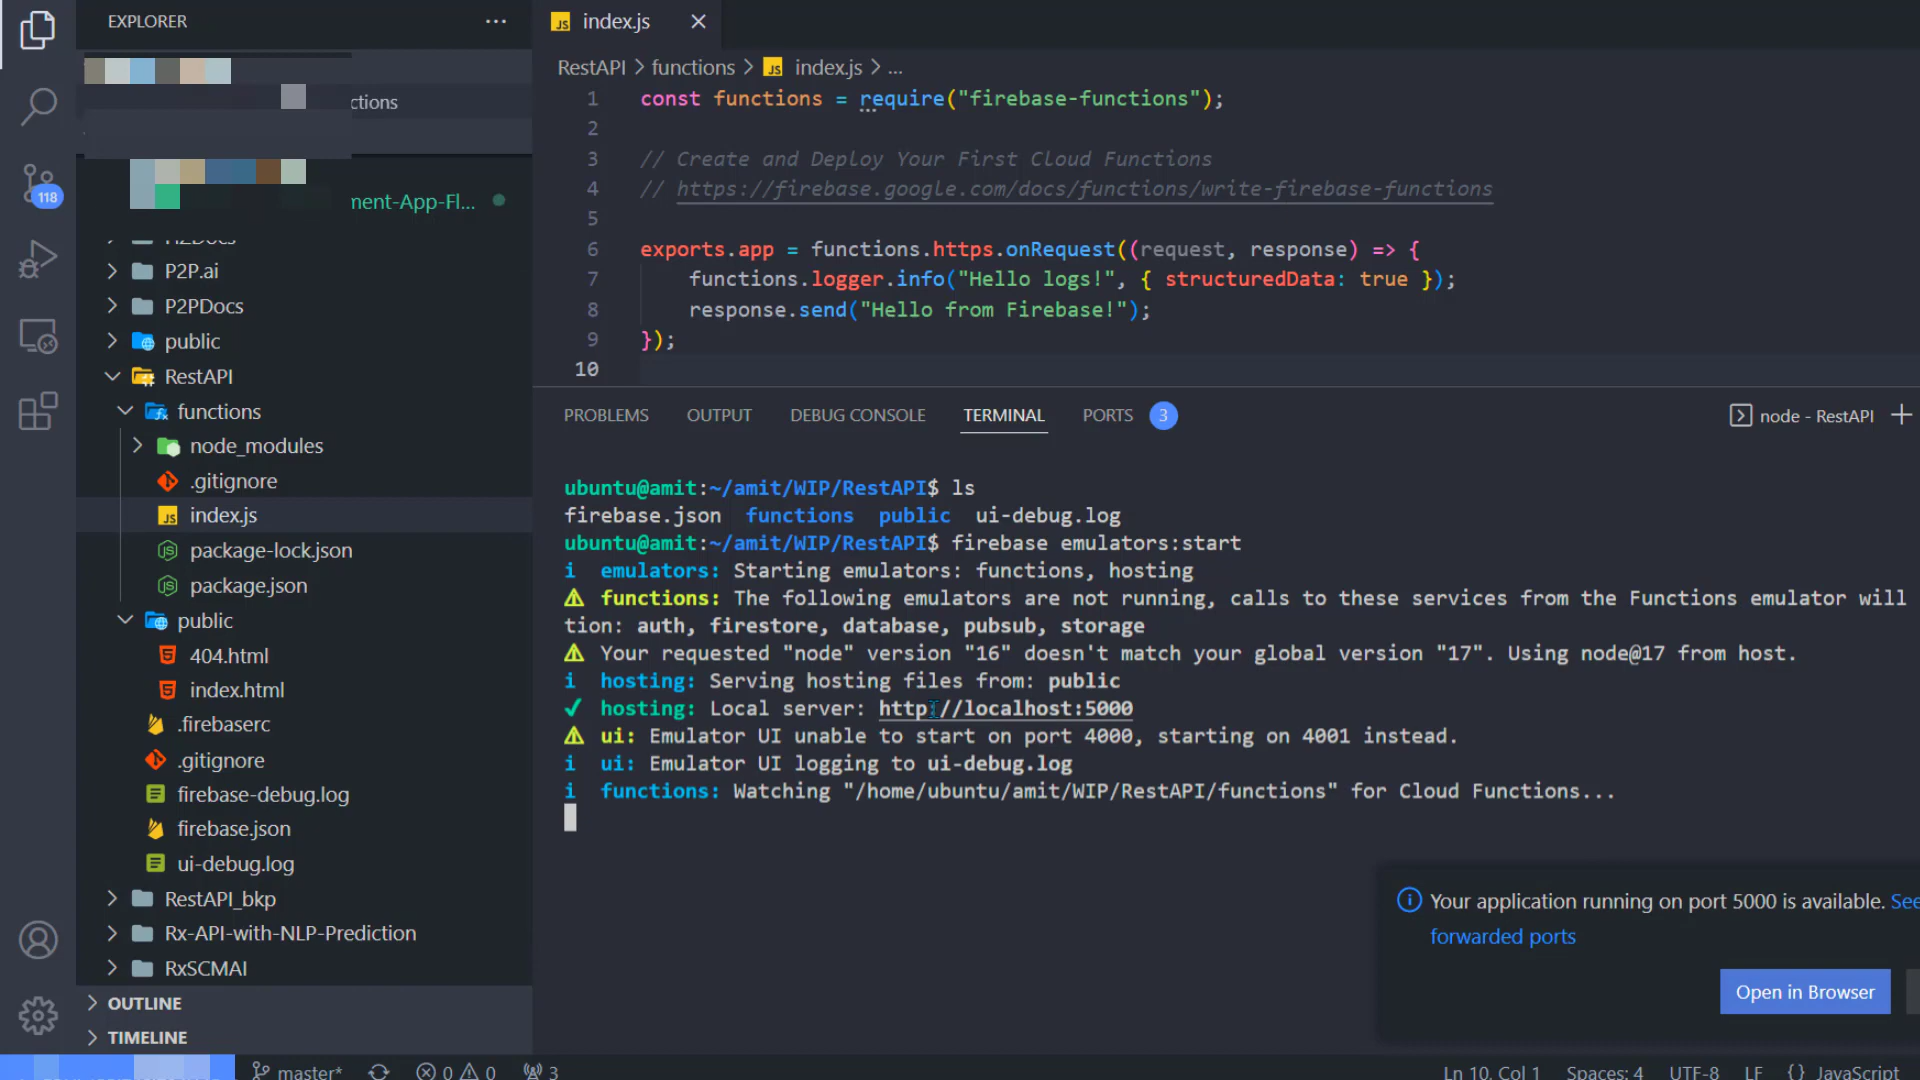 EXPLORER
ctions
ment-App-Fl...
118
P2P.ai
P2PDocs
public
RestAPI
functions
node_modules
.gitignore
index.js
package-lock.json
package.json
public
404.html
index.html
.firebaserc
.gitignore
firebase-debug.log
firebase.json
ui-debug.log
RestAPI_bkp
Rx-API-with-NLP-Prediction
RxSCMAI
OUTLINE
TIMELINE
JS index.js
RestAPI > functions > JS index.js > ...
1 const functions = require("firebase-functions");
2
3 // Create and Deploy Your First Cloud Functions
4 // https://firebase.google.com/docs/functions/write-firebase-functions
5
6 exports.app = functions.https.onRequest((request, response) => {
7 functions.logger.info("Hello logs!", { structuredData: true });
8 response.send("Hello from Firebase!");
9 });
10
PROBLEMS OUTPUT DEBUG CONSOLE TERMINAL PORTS 3 node - RestAPI
ubuntu@amit:~/amit/WIP/RestAPI$ ls
firebase.json functions public ui-debug.log
ubuntu@amit:~/amit/WIP/RestAPI$ firebase emulators:start
i emulators: Starting emulators: functions, hosting
⚠ functions: The following emulators are not running, calls to these services from the Functions emulator will
tion: auth, firestore, database, pubsub, storage
⚠ Your requested "node" version "16" doesn't match your global version "17". Using node@17 from host.
i hosting: Serving hosting files from: public
✔ hosting: Local server: http://localhost:5000
⚠ ui: Emulator UI unable to start on port 4000, starting on 4001 instead.
i ui: Emulator UI logging to ui-debug.log
i functions: Watching "/home/ubuntu/amit/WIP/RestAPI/functions" for Cloud Functions...
Your application running on port 5000 is available. See
forwarded ports
Open in Browser
master* 0 0 3 Ln 10, Col 1 Spaces: 4 UTF-8 LF {} JavaScript